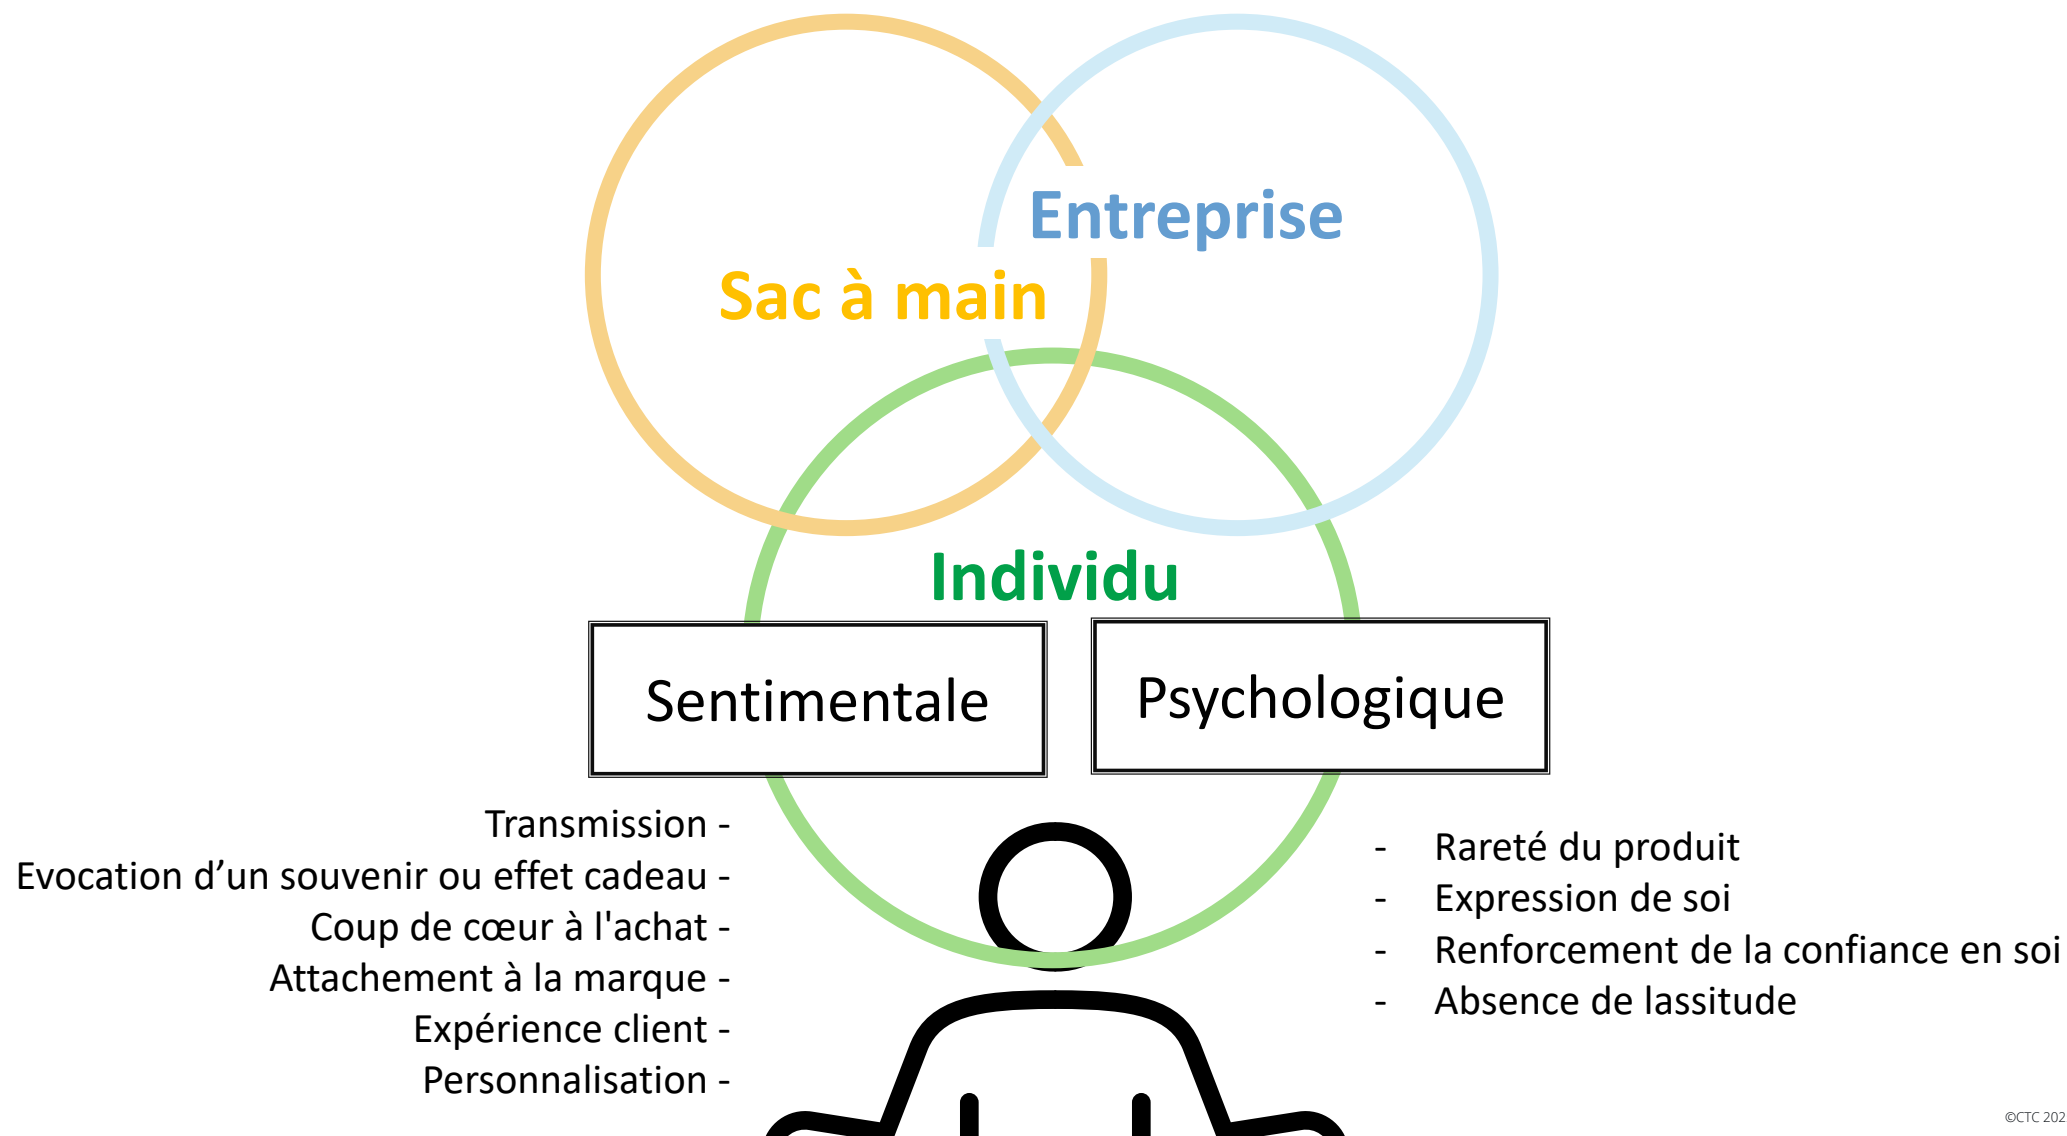 Entreprise
Sac à main
Individu
Sentimentale
Psychologique
Transmission -
Evocation d’un souvenir ou effet cadeau -
Coup de cœur à l'achat -
Attachement à la marque -
Expérience client -
Personnalisation -
- Rareté du produit
- Expression de soi
- Renforcement de la confiance en soi
- Absence de lassitude
©CTC 202